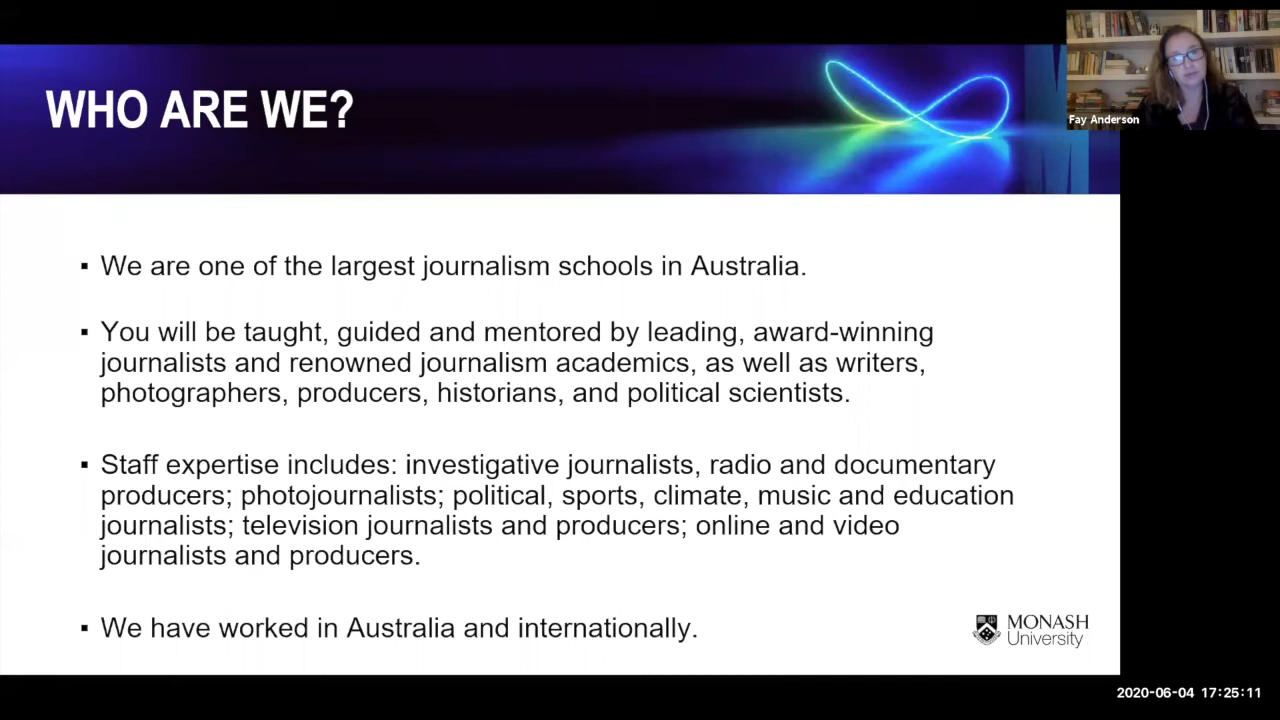 WHO ARE WE?
Fay Anderson
▪ We are one of the largest journalism schools in Australia.
▪ You will be taught, guided and mentored by leading, award-winning
journalists and renowned journalism academics, as well as writers,
photographers, producers, historians, and political scientists.
▪ Staff expertise includes: investigative journalists, radio and documentary
producers; photojournalists; political, sports, climate, music and education
journalists; television journalists and producers; online and video
journalists and producers.
▪ We have worked in Australia and internationally.
MONASH
University
2020-06-04 17:25:11